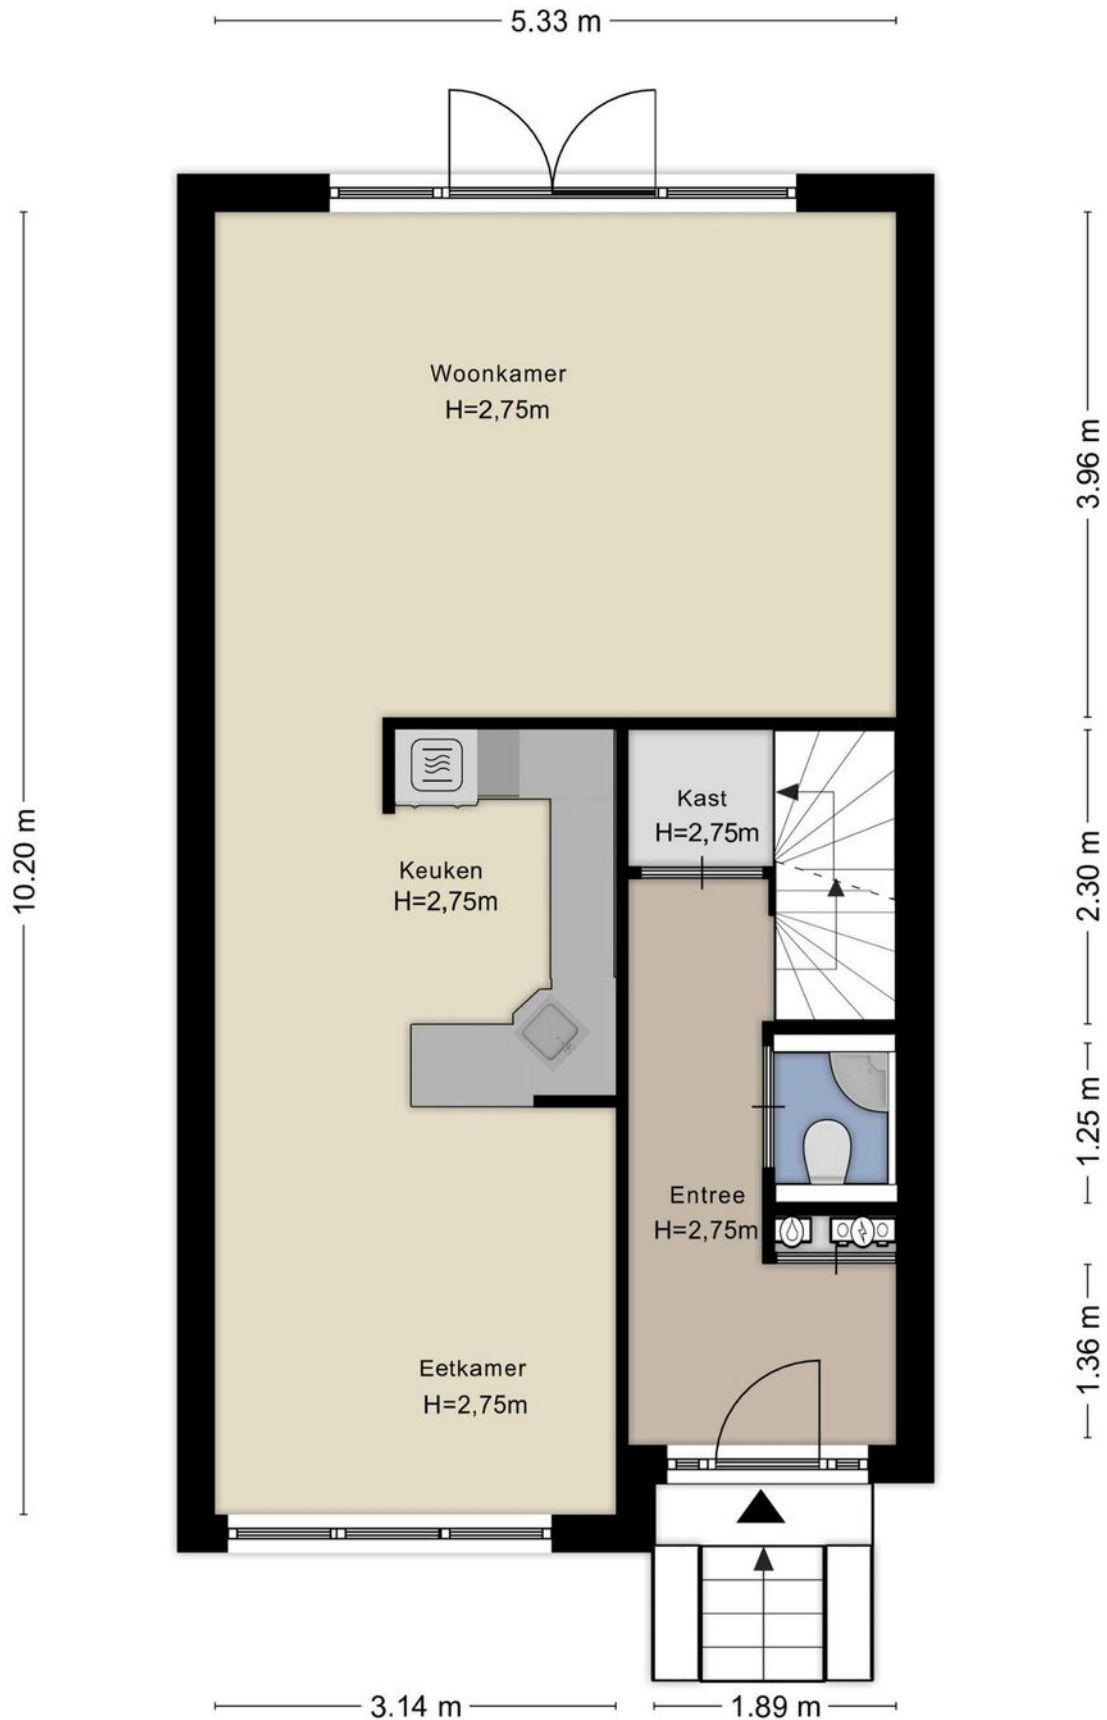 5.33 m
Woonkamer
H=2,75m
3.96 m
10.20 m
Keuken
H=2,75m
Kast
H=2,75m
2.30 m
1.25 m
Entree
H=2,75m
1.36 m
Eetkamer
H=2,75m
3.14 m
1.89 m